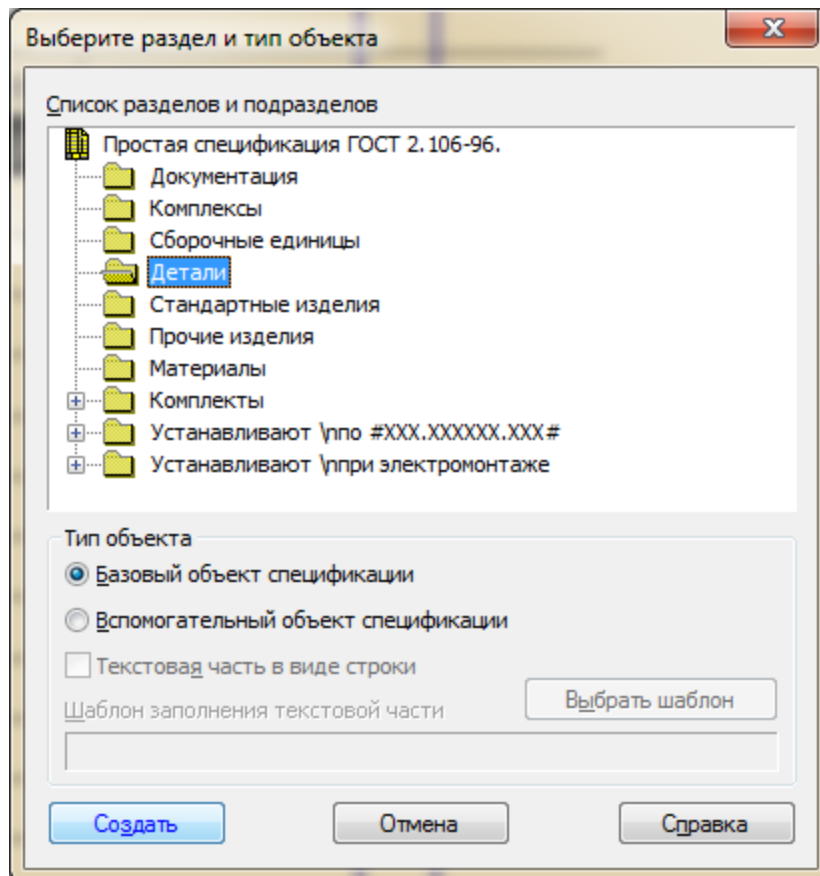 Выберите раздел и тип объекта
Список разделов и подразделов
Простая спецификация ГОСТ 2.106-96.
Документация
Комплексы
Сборочные единицы
Детали
Стандартные изделия
Прочие изделия
Материалы
Комплекты
Устанавливают \nпо #XXX.XXXXXX.XXX#
Устанавливают \nпри электромонтаже
Тип объекта
Базовый объект спецификации
Вспомогательный объект спецификации
Текстовая часть в виде строки
Шаблон заполнения текстовой части
Выбрать шаблон
Создать Отмена Справка